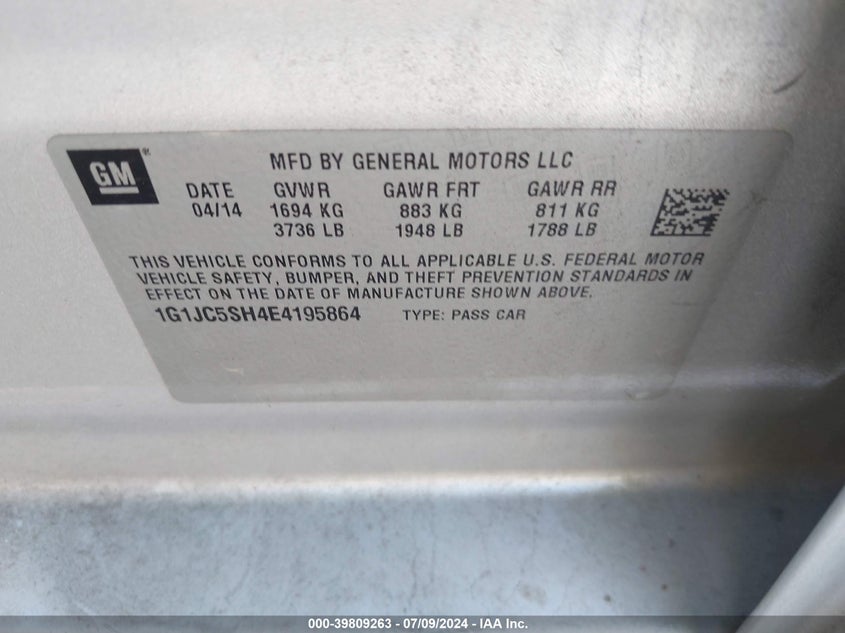 GM®
MFD BY GENERAL MOTORS LLC
DATE GVWR GAWR FRT GAWR RR
04/14 1694 KG 883 KG 811 KG
3736 LB 1948 LB 1788 LB
THIS VEHICLE CONFORMS TO ALL APPLICABLE U.S. FEDERAL MOTOR
VEHICLE SAFETY, BUMPER, AND THEFT PREVENTION STANDARDS IN
EFFECT ON THE DATE OF MANUFACTURE SHOWN ABOVE.
1G1JC5SH4E4195864 TYPE: PASS CAR
000-39809263 - 07/09/2024 - IAA Inc.